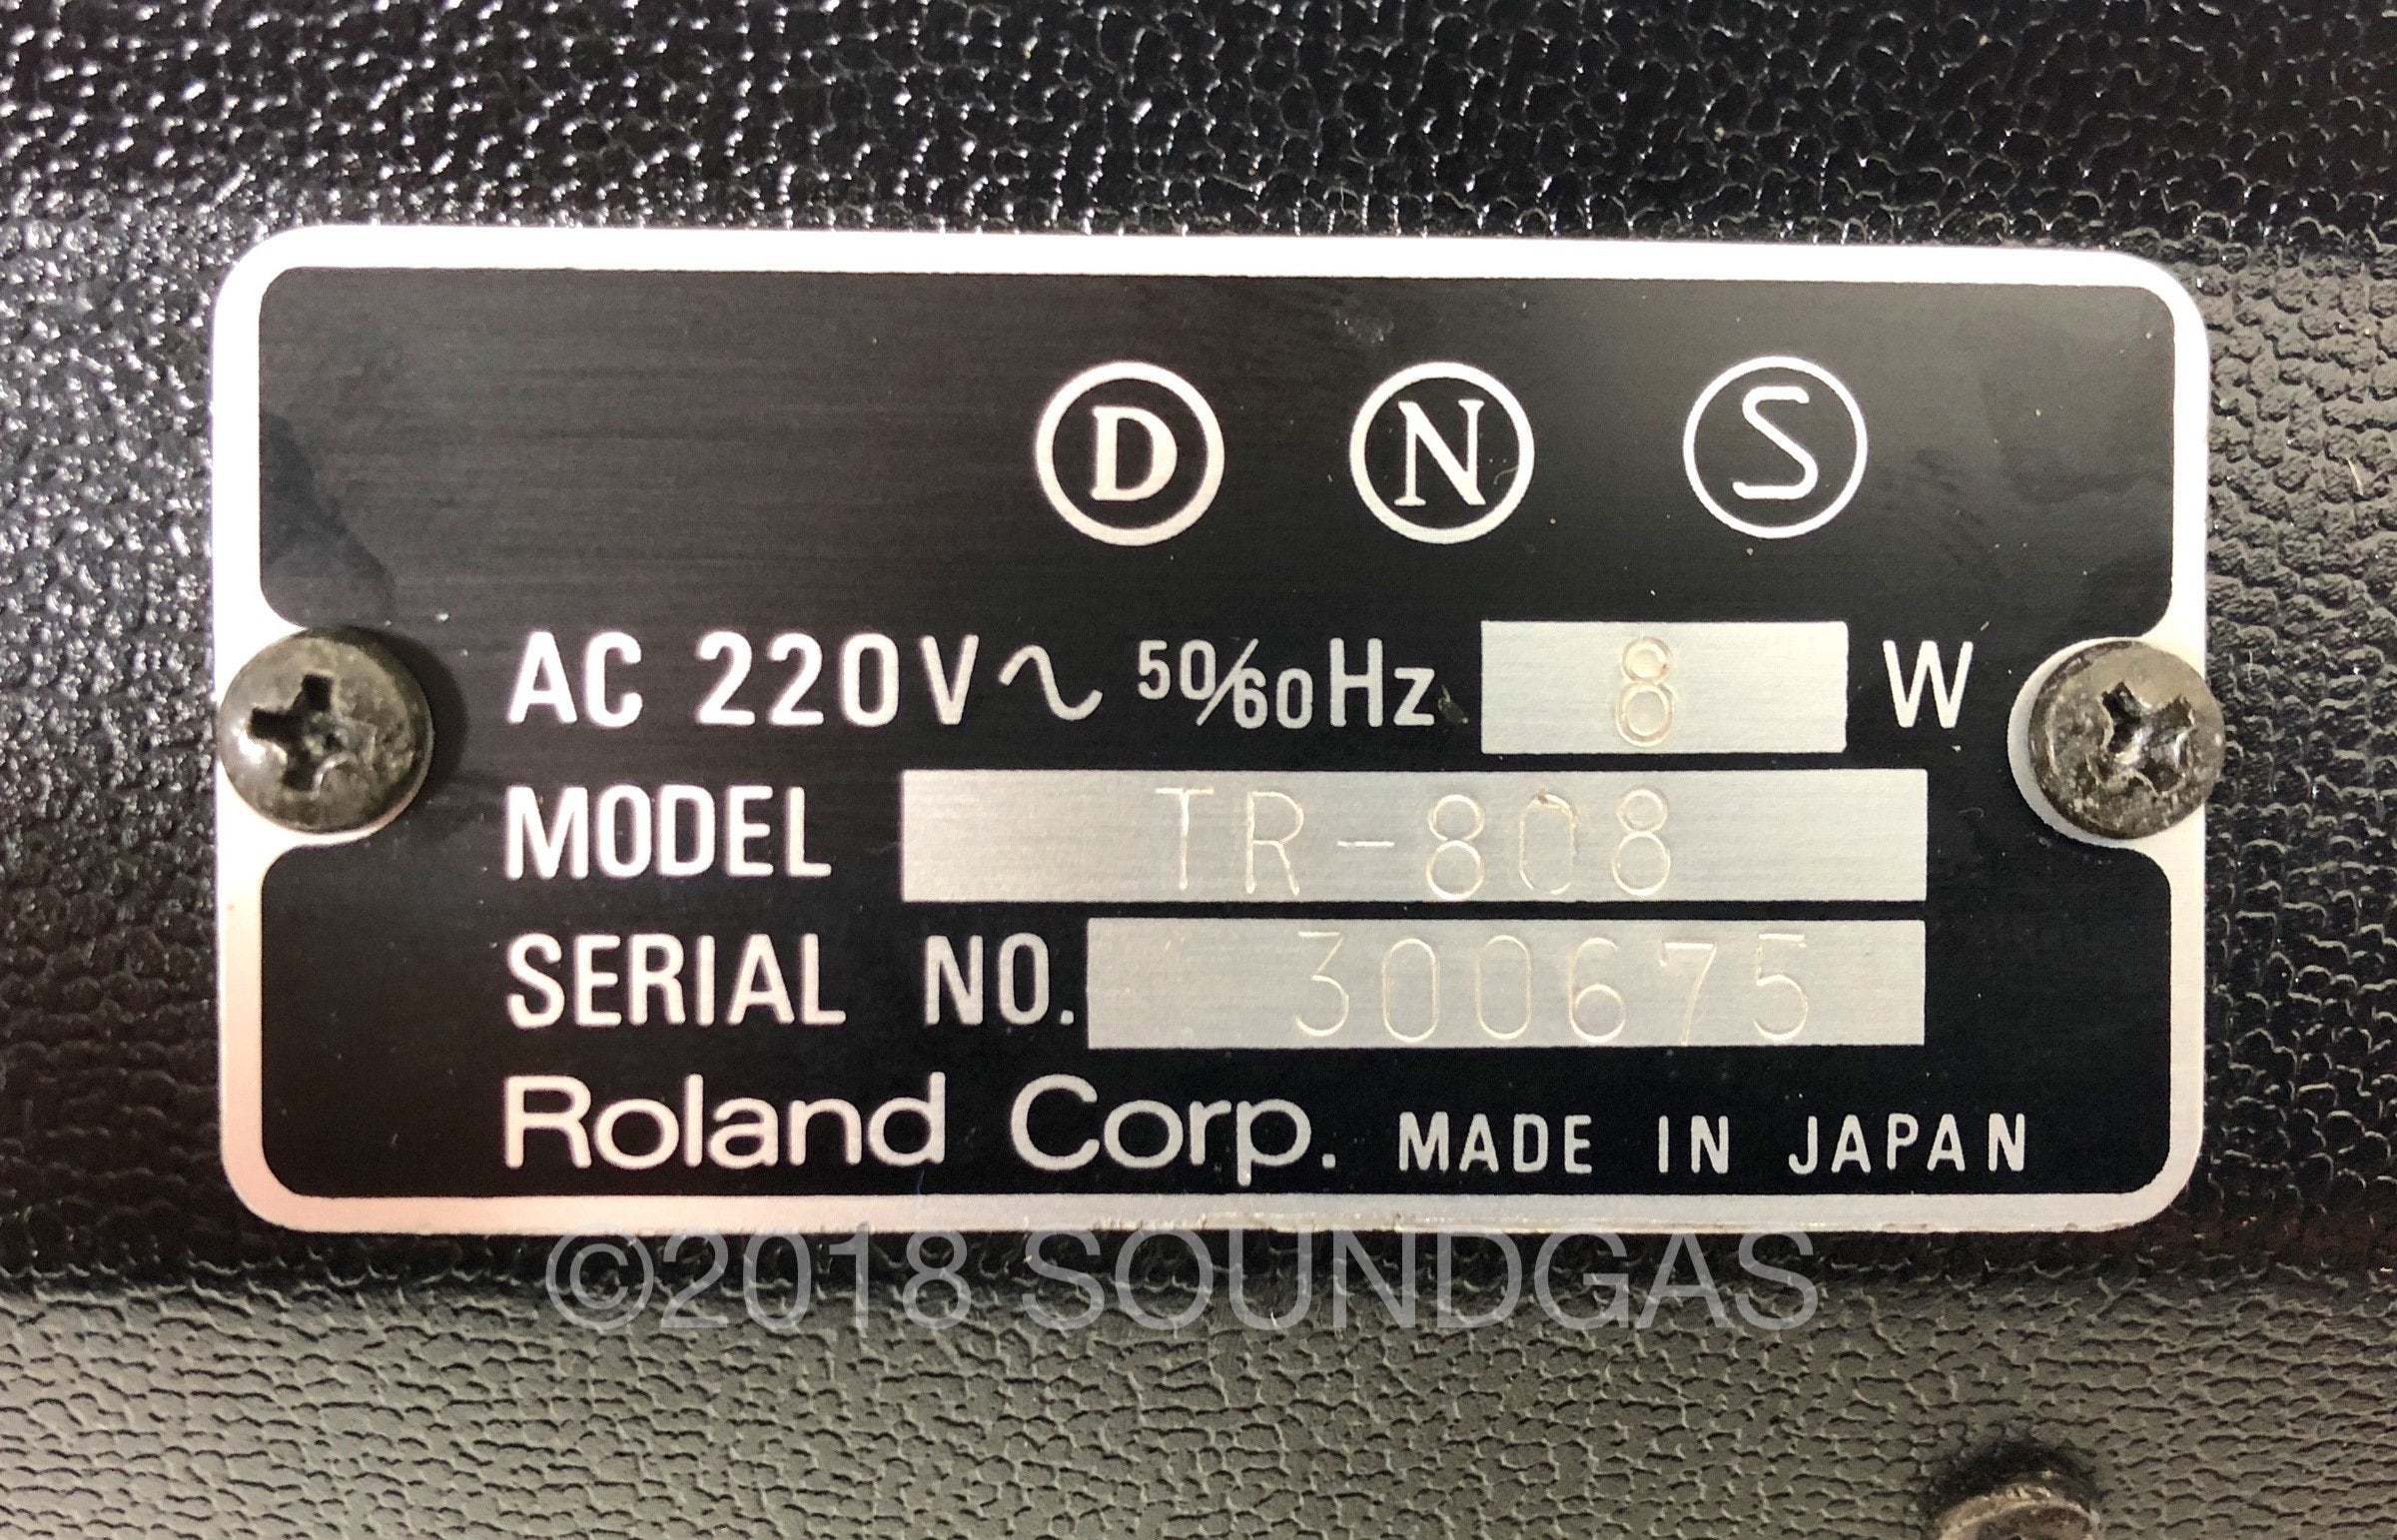 D N S
AC 220V~ 50/60Hz 8 W
MODEL TR-808
SERIAL NO. 300675
Roland Corp. MADE IN JAPAN
©2018 SOUNDGAS